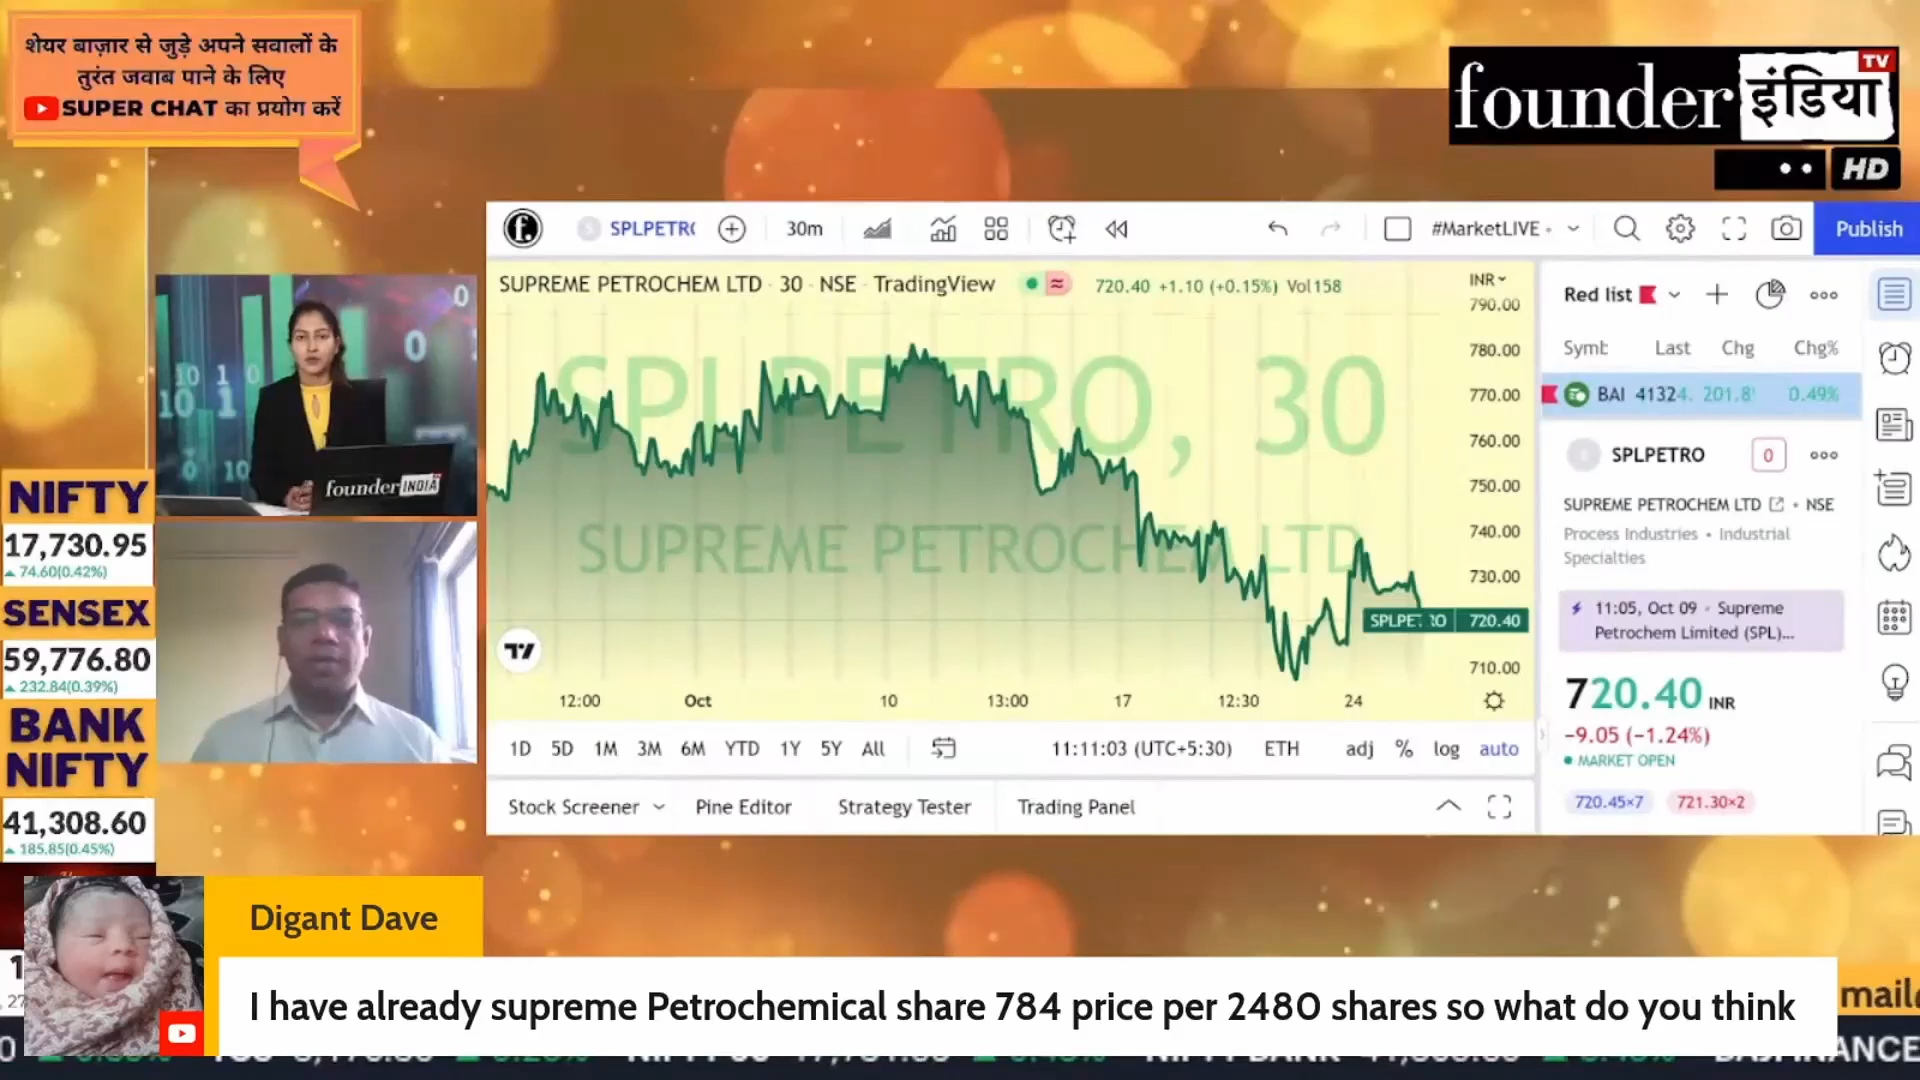 शेयर बाज़ार से जुड़े अपने सवालों के
तुरंत जवाब पाने के लिए
SUPER CHAT का प्रयोग करें
founder इंडिया TV
HD
SPLPETR
30m
#MarketLIVE
Publish
SUPREME PETROCHEM LTD · 30 · NSE · TradingView
720.40 +1.10 (+0.15%) Vol158
INR
790.00
780.00
770.00
760.00
750.00
740.00
730.00
SPLPETRO, 30
SUPREME PETROCHEM LTD
720.40
710.00
12:00 Oct 10 13:00 17 12:30 24
1D 5D 1M 3M 6M YTD 1Y 5Y All
11:11:03 (UTC+5:30) ETH adj % log auto
Stock Screener Pine Editor Strategy Tester Trading Panel
Red list
Last Chg Chg%
BAI 41324. 201.8 0.49%
SPLPETRO 0
SUPREME PETROCHEM LTD • NSE
Process Industries • Industrial
Specialties
11:05, Oct 09 · Supreme
Petrochem Limited (SPL)...
720.40 INR
−9.05 (−1.24%)
MARKET OPEN
720.45×7 721.30×2
founder INDIA
NIFTY
17,730.95
74.60(0.42%)
SENSEX
59,776.80
232.84(0.39%)
BANK
NIFTY
41,308.60
185.85(0.45%)
Digant Dave
I have already supreme Petrochemical share 784 price per 2480 shares so what do you think